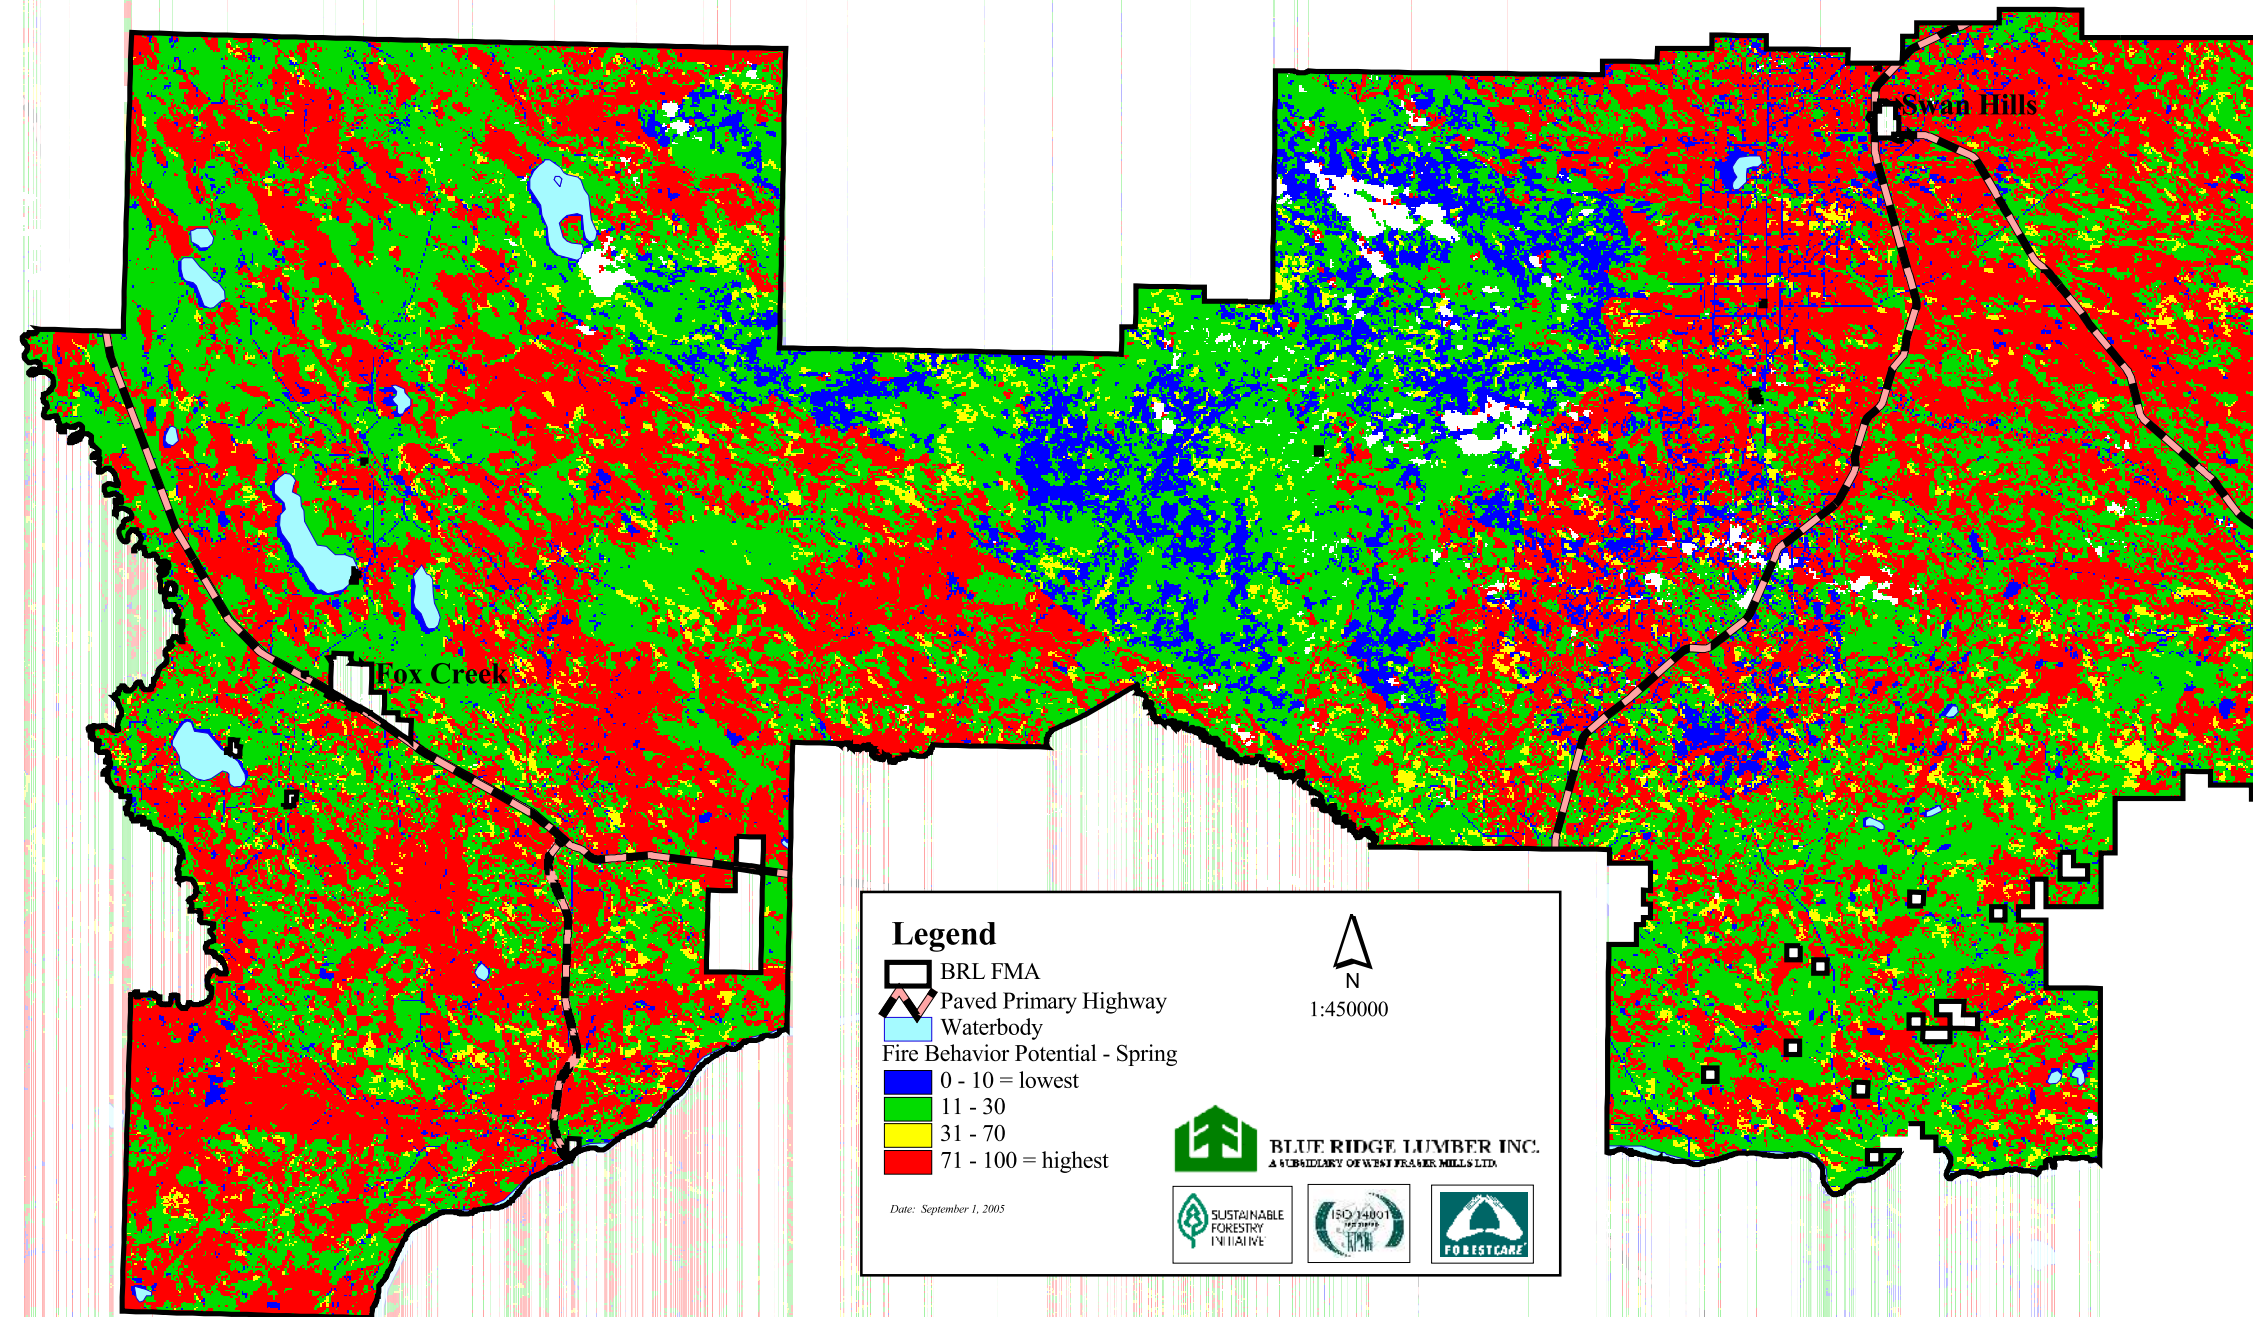 Swan Hills
Fox Creek
Legend
BRL FMA
Paved Primary Highway
Waterbody
Fire Behavior Potential - Spring
0 - 10 = lowest
11 - 30
31 - 70
71 - 100 = highest
Date: September 1, 2005
N
1:450000
BLUE RIDGE LUMBER INC.
A SUBSIDIARY OF WEST FRASER MILLS LTD.
SUSTAINABLE
FORESTRY
INITIATIVE
ISO 14001
FORESTCARE